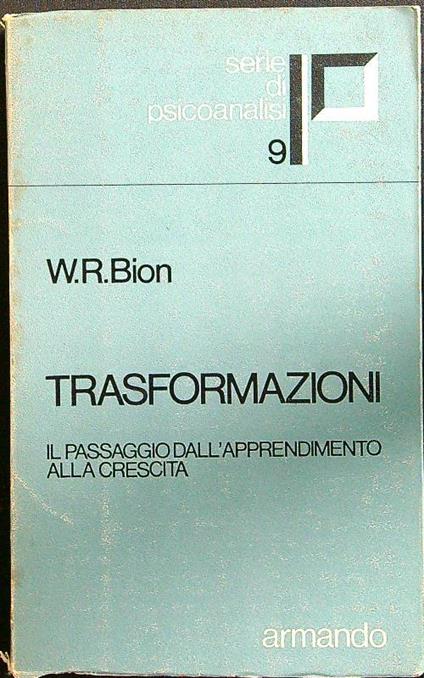 serie
di
psicoanalisi
9
W.R.Bion
TRASFORMAZIONI
IL PASSAGGIO DALL'APPRENDIMENTO
ALLA CRESCITA
armando